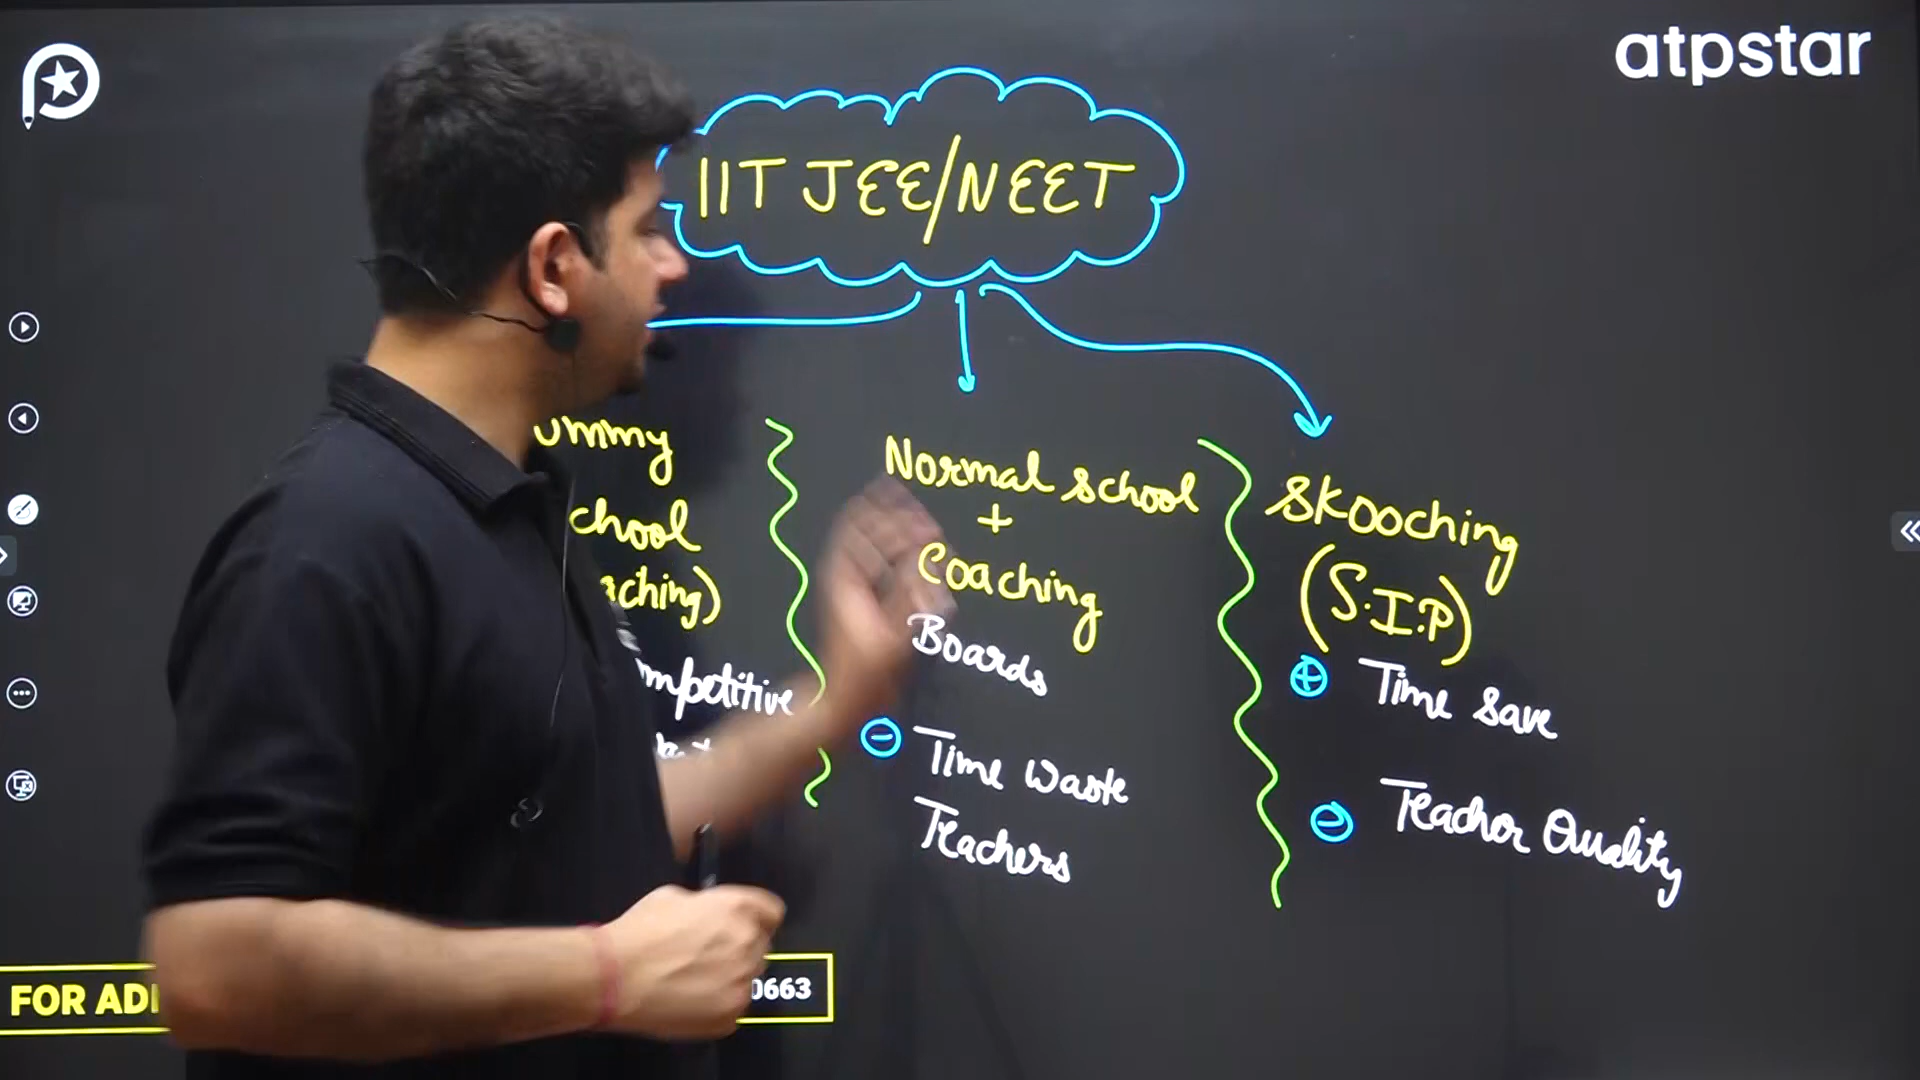 atpstar
IIT JEE/NEET
ummy
chool
aching)
mpetitive
Normal school
+
Coaching
Boards
Time Waste
Teachers
Skooching
(S.I.P)
Time Save
Teacher Quality
FOR AD
0663